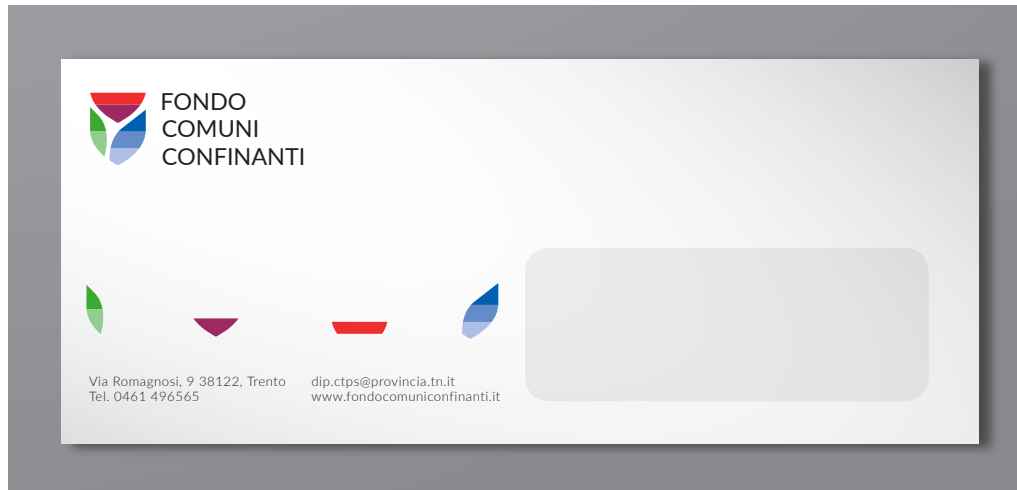 FONDO
COMUNI
CONFINANTI
Via Romagnosi, 9 38122, Trento
Tel. 0461 496565
dip.ctps@provincia.tn.it
www.fondocomuniconfinanti.it